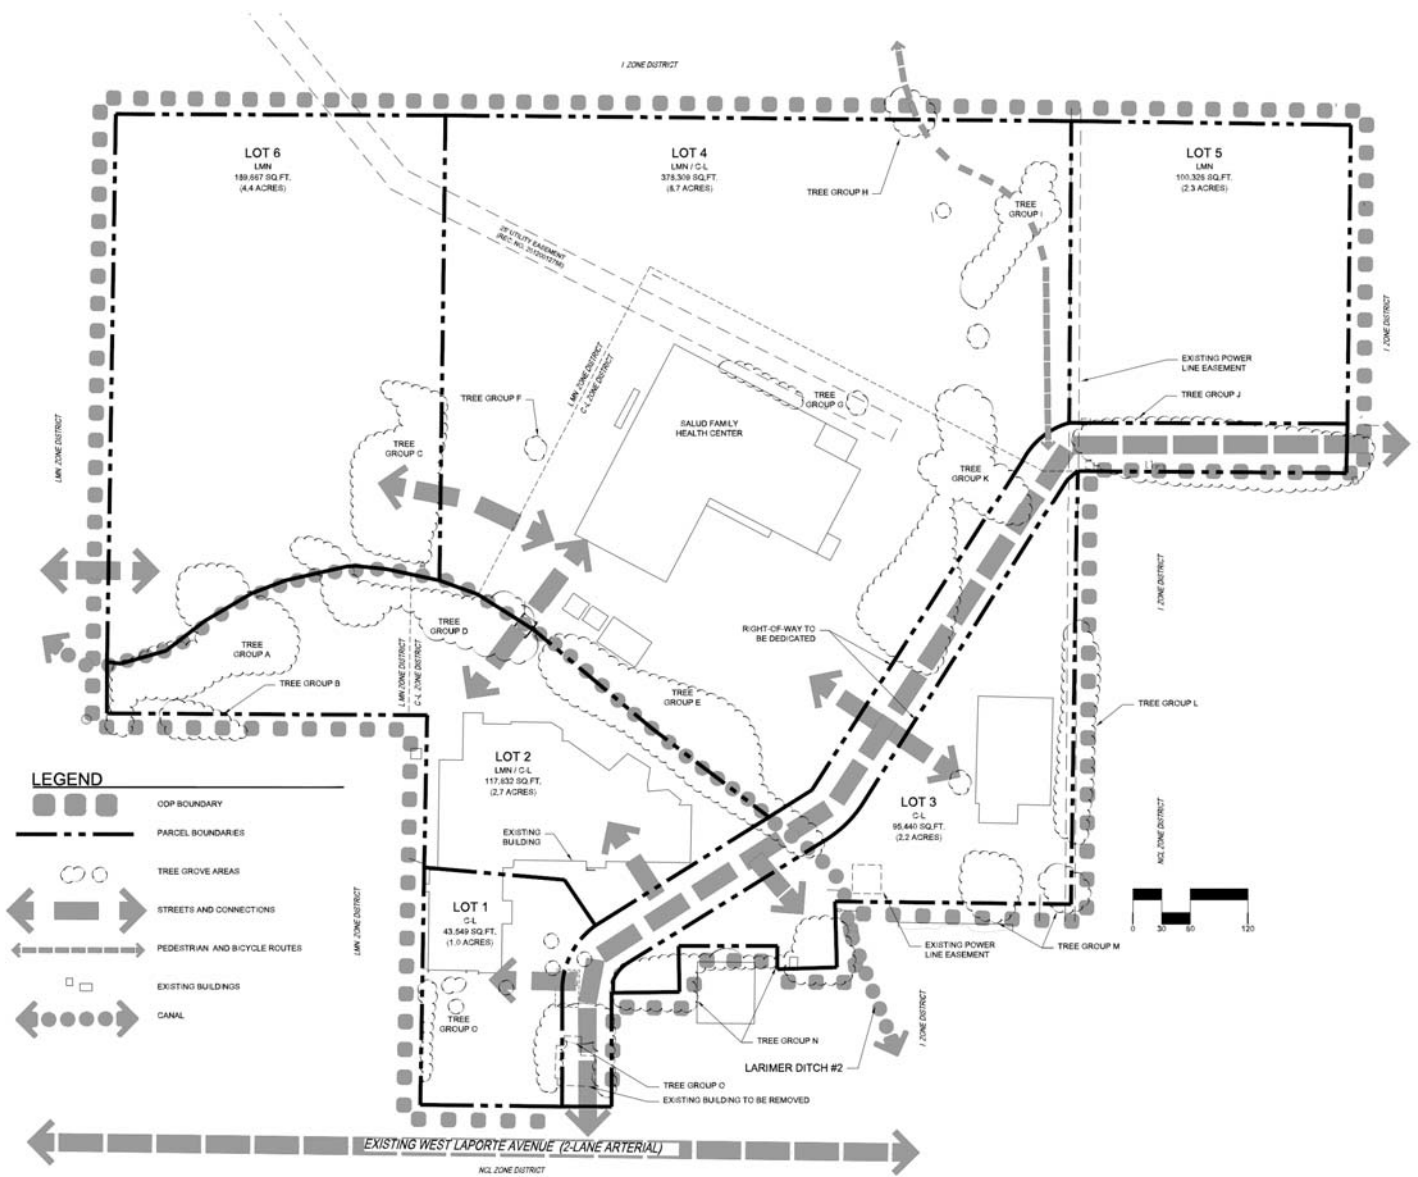 I ZONE DISTRICT
LOT 6
LMN
189,667 SQ.FT.
(4.4 ACRES)
LOT 4
LMN / C-L
378,309 SQ.FT.
(8.7 ACRES)
LOT 5
LMN
100,326 SQ.FT.
(2.3 ACRES)
TREE GROUP H
TREE
GROUP I
25' UTILITY EASEMENT
(REC. NO. 20120012756)
I ZONE DISTRICT
EXISTING POWER
LINE EASEMENT
TREE GROUP J
LMN ZONE DISTRICT
C-L ZONE DISTRICT
TREE GROUP F
TREE
GROUP G
SALUD FAMILY
HEALTH CENTER
LMN ZONE DISTRICT
TREE
GROUP C
TREE
GROUP K
I ZONE DISTRICT
TREE
GROUP D
TREE
GROUP A
RIGHT-OF-WAY TO
BE DEDICATED
LMN ZONE DISTRICT
C-L ZONE DISTRICT
TREE GROUP B
TREE
GROUP E
TREE GROUP L
LOT 2
LMN / C-L
117,632 SQ.FT.
(2.7 ACRES)
LOT 3
C-L
95,440 SQ.FT.
(2.2 ACRES)
EXISTING
BUILDING
NCL ZONE DISTRICT
LEGEND
ODP BOUNDARY
PARCEL BOUNDARIES
TREE GROVE AREAS
STREETS AND CONNECTIONS
PEDESTRIAN AND BICYCLE ROUTES
EXISTING BUILDINGS
CANAL
LMN ZONE DISTRICT
LOT 1
C-L
43,549 SQ.FT.
(1.0 ACRES)
0 30 60 120
EXISTING POWER
LINE EASEMENT
TREE GROUP M
TREE
GROUP O
I ZONE DISTRICT
TREE GROUP N
LARIMER DITCH #2
TREE GROUP O
EXISTING BUILDING TO BE REMOVED
EXISTING WEST LAPORTE AVENUE (2-LANE ARTERIAL)
NCL ZONE DISTRICT